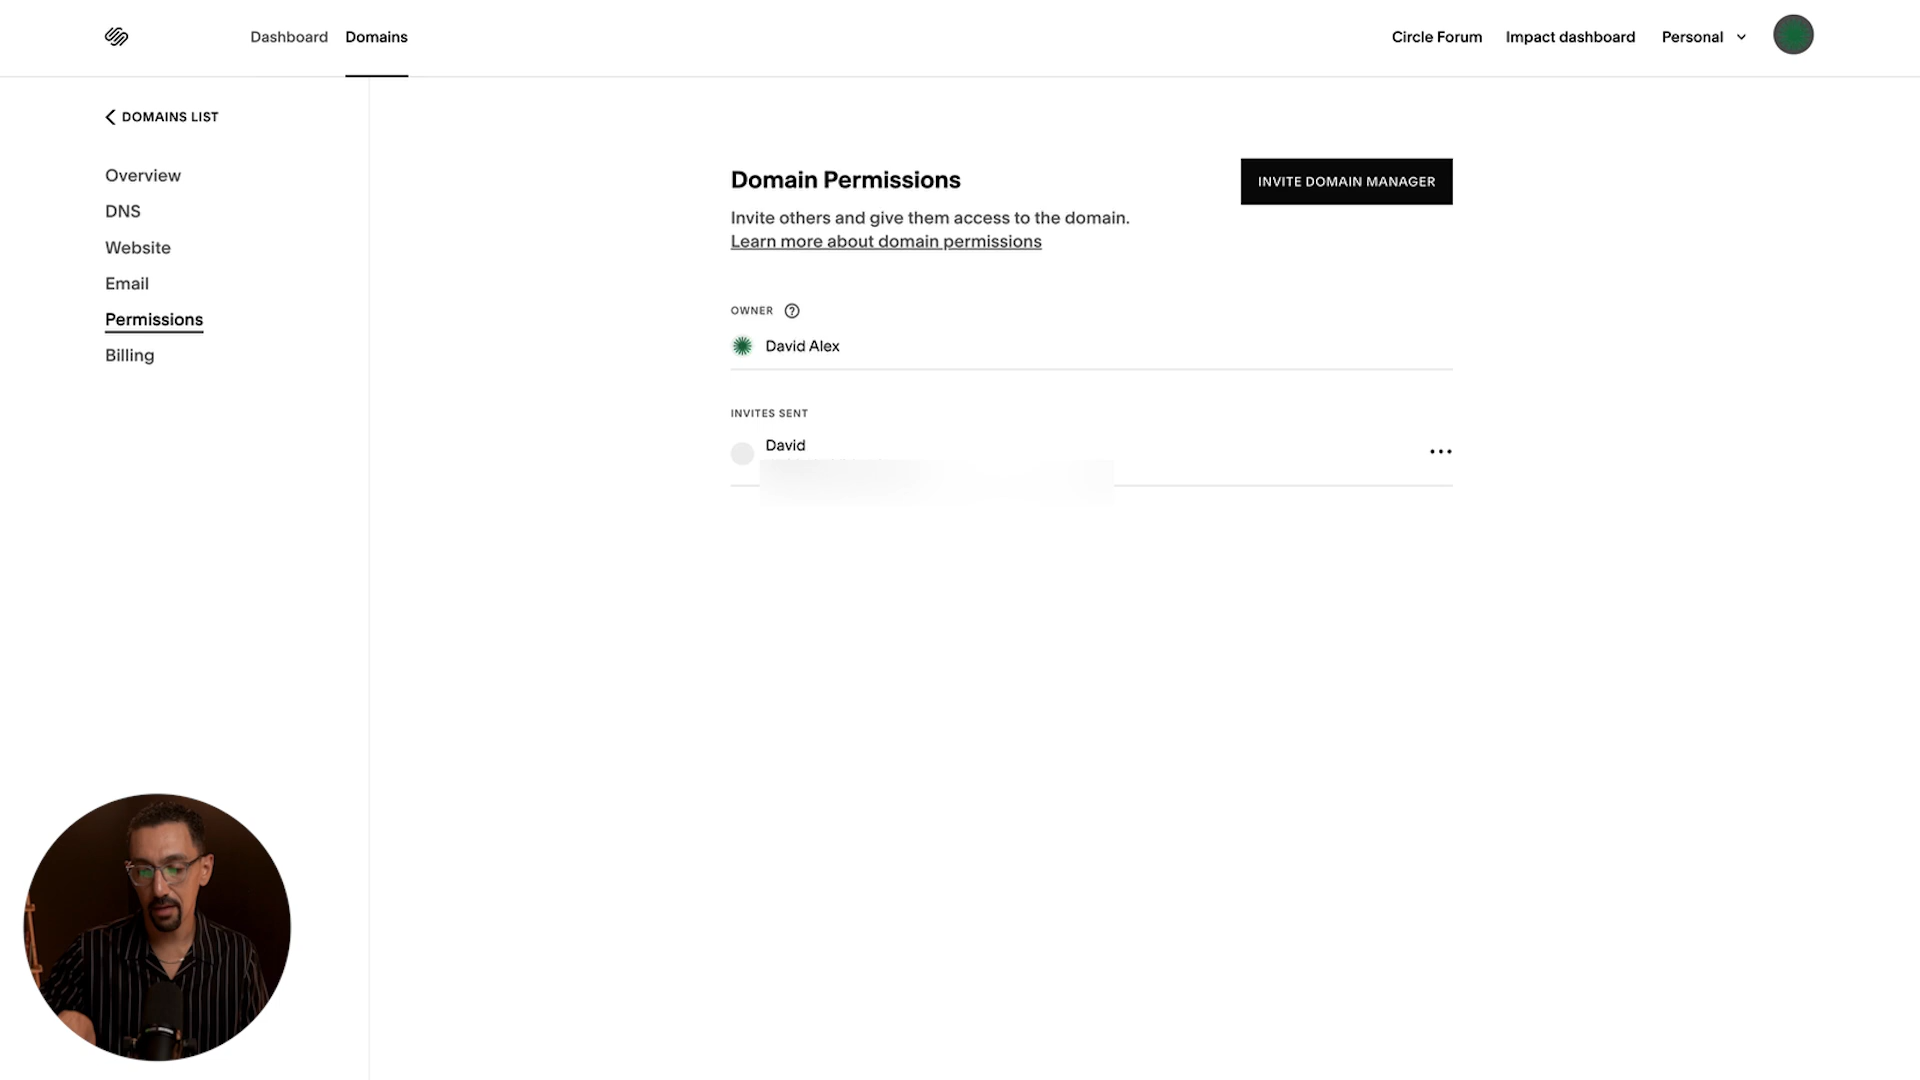 Dashboard
Domains
Circle Forum
Impact dashboard
Personal
DOMAINS LIST
Overview
DNS
Website
Email
Permissions
Billing
Domain Permissions
INVITE DOMAIN MANAGER
Invite others and give them access to the domain.
Learn more about domain permissions
OWNER ?
David Alex
INVITES SENT
David